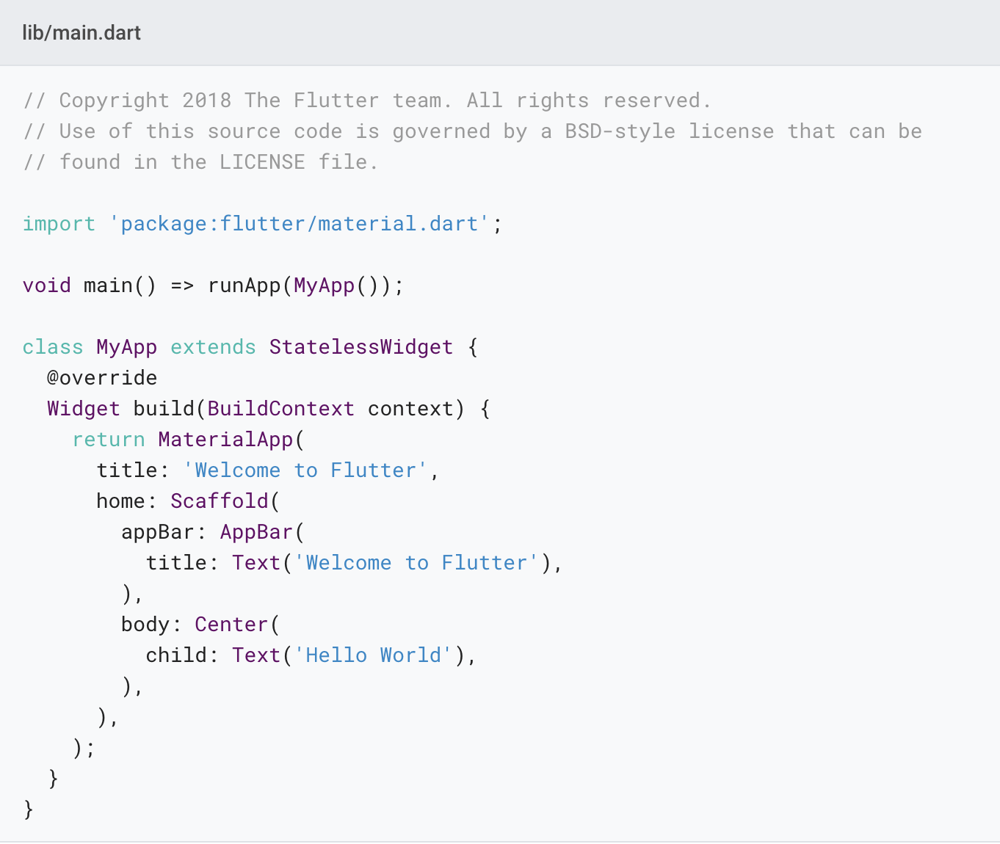 lib/main.dart
// Copyright 2018 The Flutter team. All rights reserved.
// Use of this source code is governed by a BSD-style license that can be
// found in the LICENSE file.
import 'package:flutter/material.dart';
void main() => runApp(MyApp());
class MyApp extends StatelessWidget {
  @override
  Widget build(BuildContext context) {
    return MaterialApp(
      title: 'Welcome to Flutter',
      home: Scaffold(
        appBar: AppBar(
          title: Text('Welcome to Flutter'),
        ),
        body: Center(
          child: Text('Hello World'),
        ),
      ),
    );
  }
}